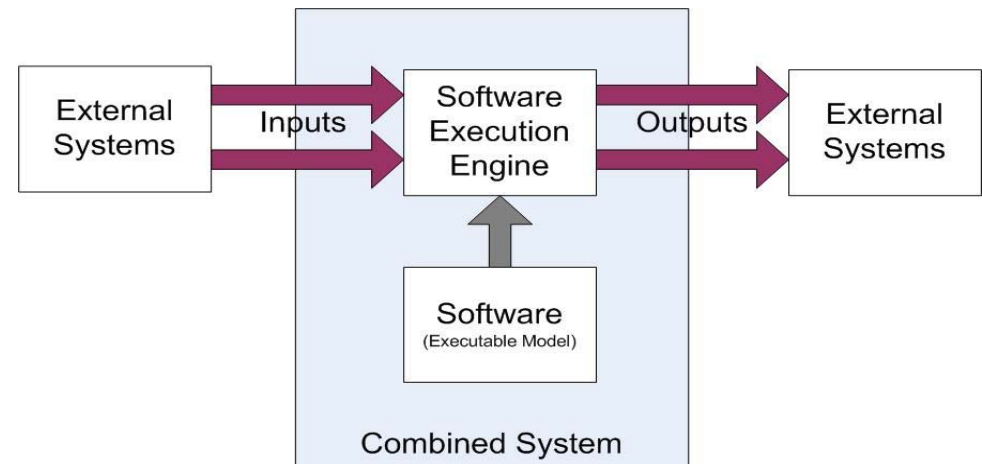 External
Systems
Inputs
Software
Execution
Engine
Outputs
External
Systems
Software
(Executable Model)
Combined System